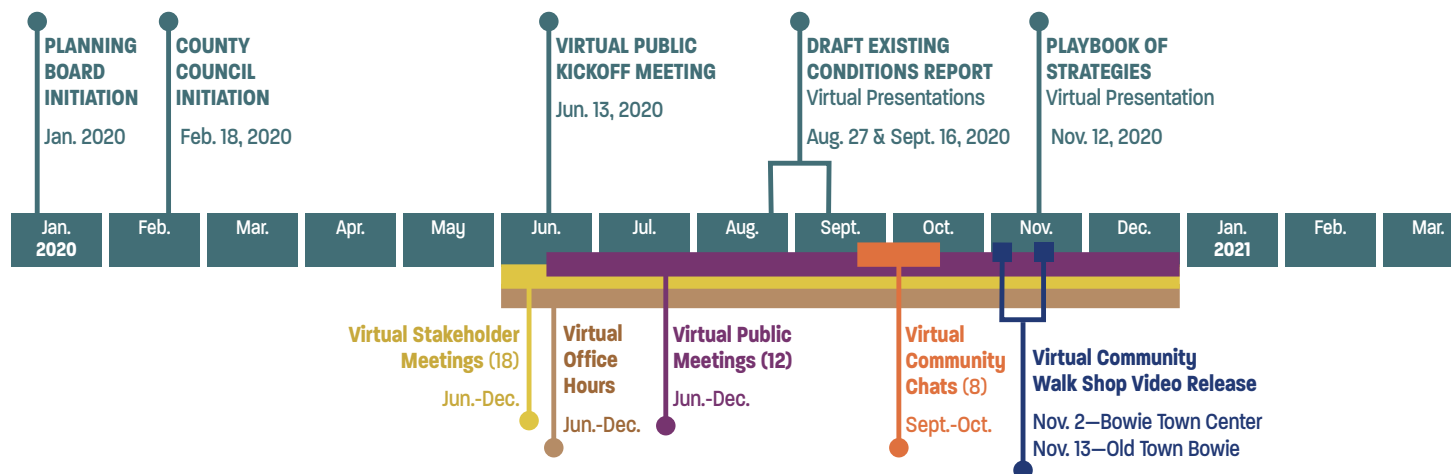 PLANNING
BOARD
INITIATION
Jan. 2020
COUNTY
COUNCIL
INITIATION
Feb. 18, 2020
VIRTUAL PUBLIC
KICKOFF MEETING
Jun. 13, 2020
DRAFT EXISTING
CONDITIONS REPORT
Virtual Presentations
Aug. 27 & Sept. 16, 2020
PLAYBOOK OF
STRATEGIES
Virtual Presentation
Nov. 12, 2020
Jan.
2020
Feb.
Mar.
Apr.
May
Jun.
Jul.
Aug.
Sept.
Oct.
Nov.
Dec.
Jan.
2021
Feb.
Mar.
Virtual Stakeholder
Meetings (18)
Jun.-Dec.
Virtual
Office
Hours
Jun.-Dec.
Virtual Public
Meetings (12)
Jun.-Dec.
Virtual
Community
Chats (8)
Sept.-Oct.
Virtual Community
Walk Shop Video Release
Nov. 2—Bowie Town Center
Nov. 13—Old Town Bowie